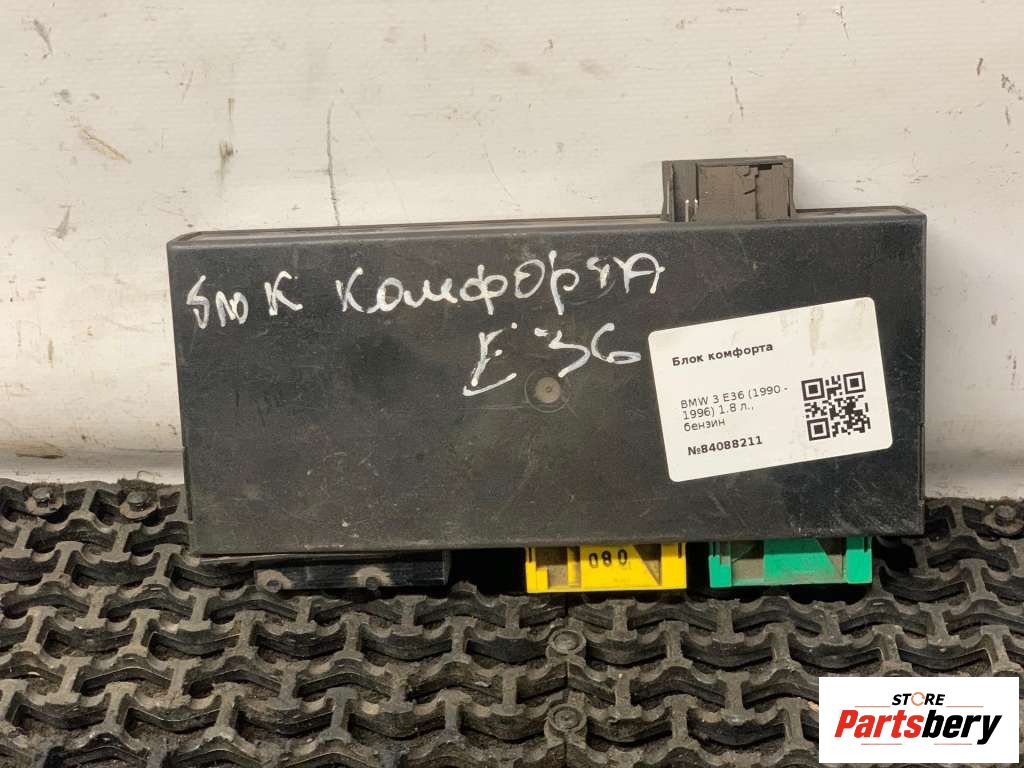 блок комфорта
E36
Блок комфорта
BMW 3 E36 (1990 -
1996) 1.8 л.,
бензин
№84088211
080
STORE
Partsbery